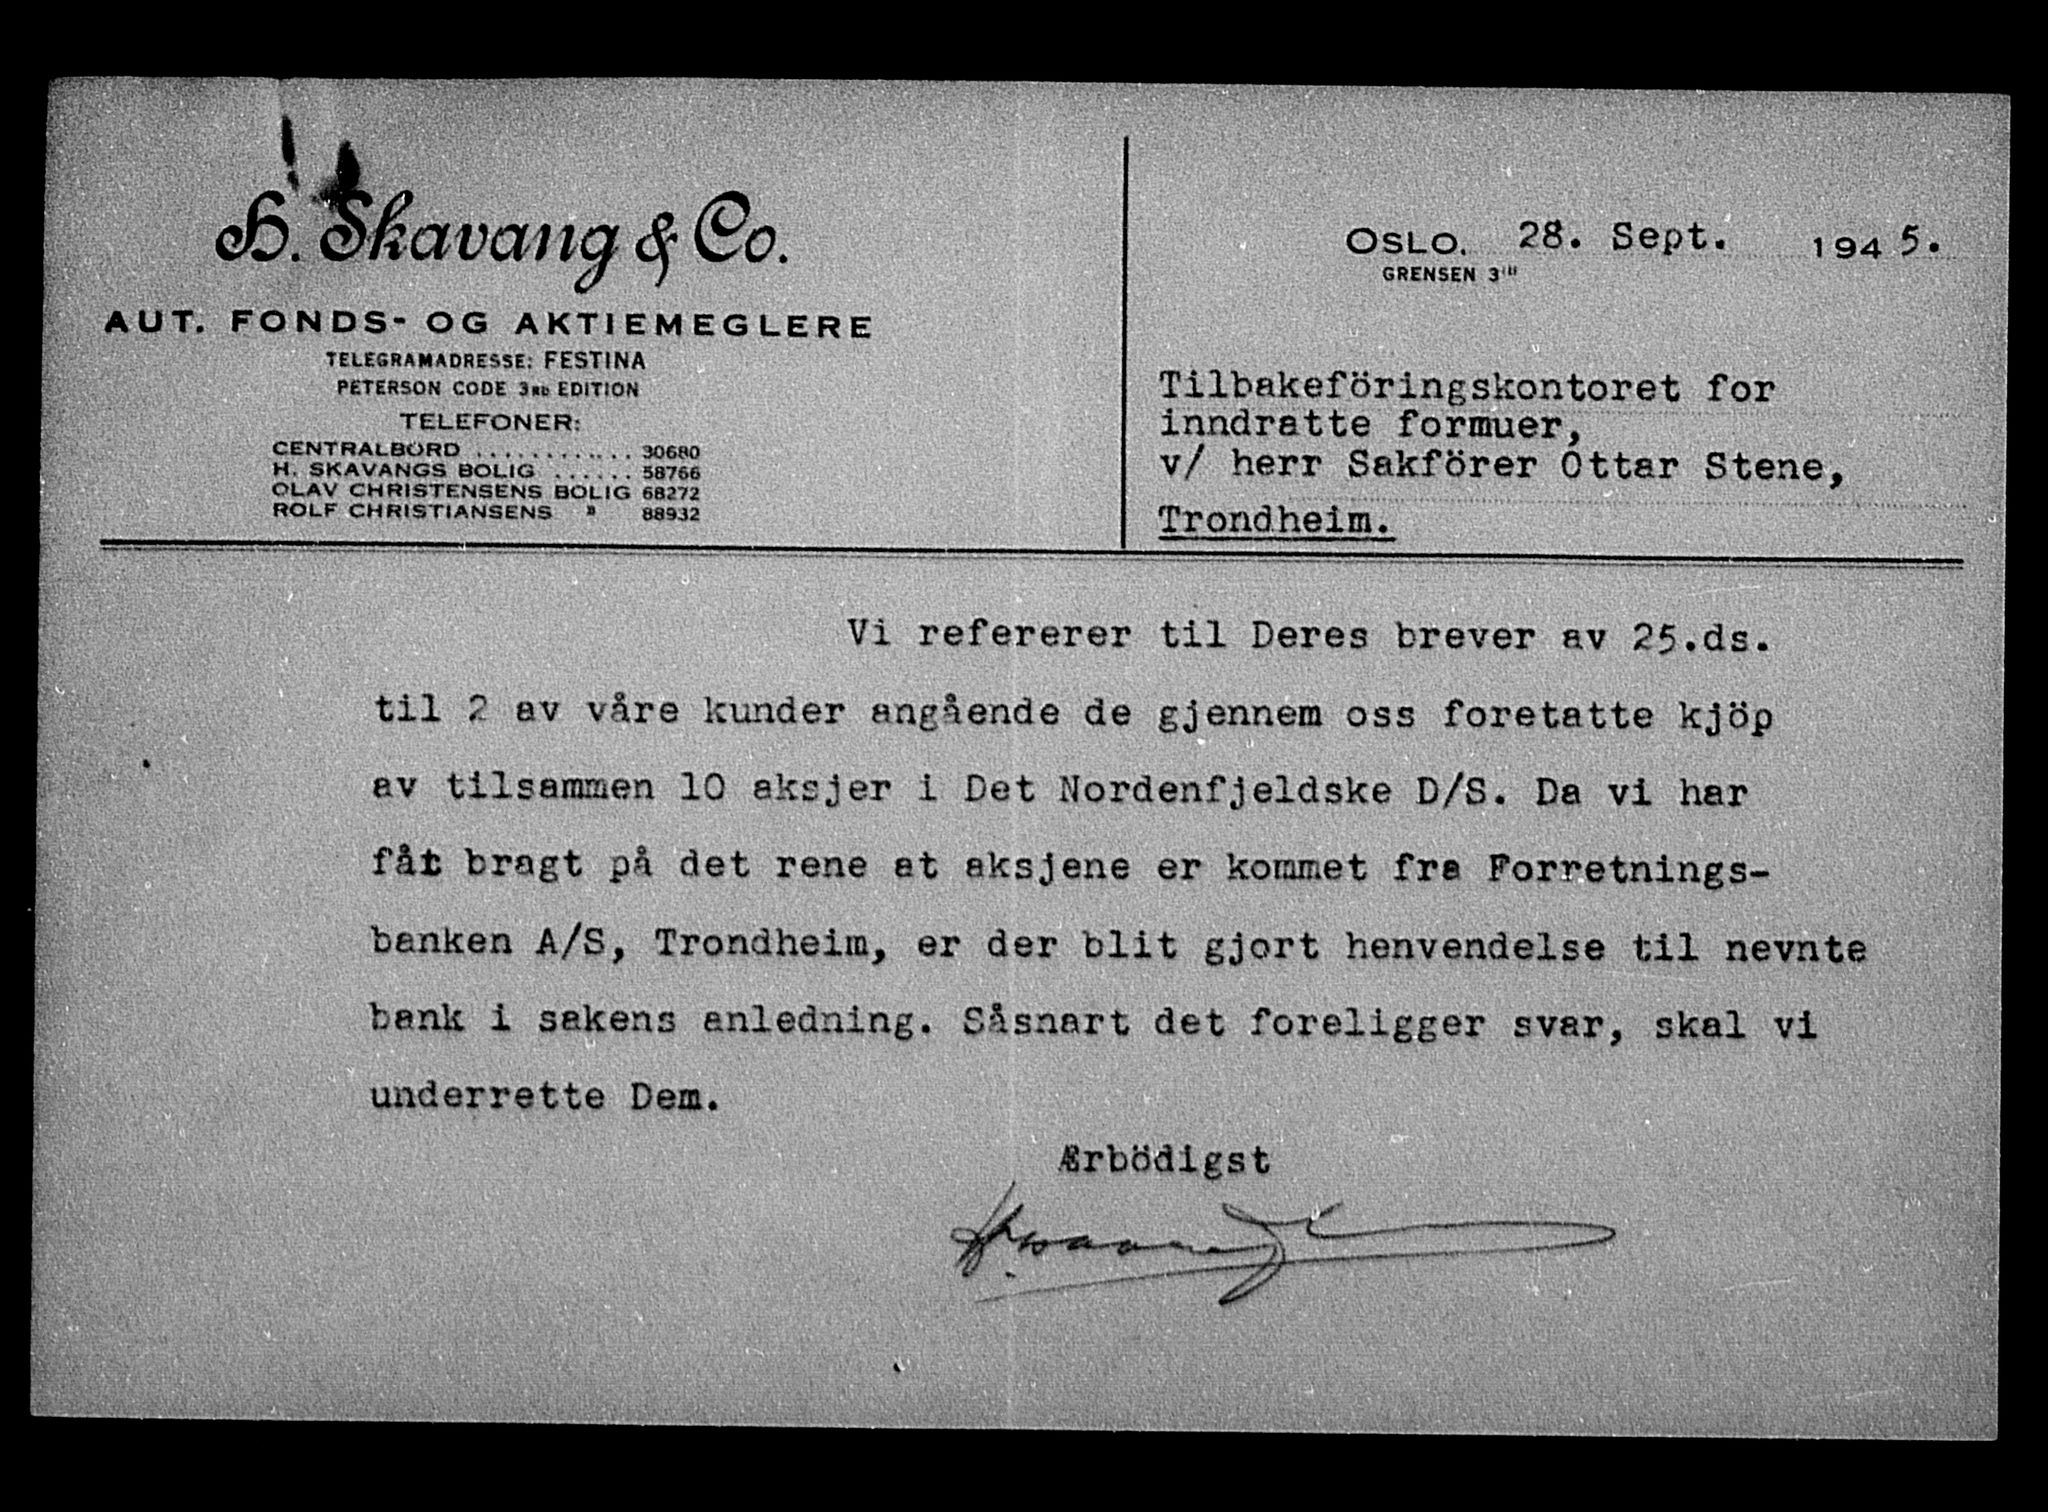 H. Skavang & Co.
AUT. FONDS- OG AKTIEMEGLERE
TELEGRAMADRESSE: FESTINA
PETERSON CODE 3RD EDITION
TELEFONER:
CENTRALBORD ............ 30680
H. SKAVANGS BOLIG ...... 58766
OLAV CHRISTENSENS BOLIG 68272
ROLF CHRISTIANSENS " 88932
OSLO. 28. Sept. 1945.
GRENSEN 3III
Tilbakeföringskontoret for
inndratte formuer,
v/ herr Sakförer Ottar Stene,
Trondheim.
Vi refererer til Deres brever av 25.ds.
til 2 av våre kunder angående de gjennem oss foretatte kjöp
av tilsammen 10 aksjer i Det Nordenfjeldske D/S. Da vi har
fåt bragt på det rene at aksjene er kommet fra Forretnings-
banken A/S, Trondheim, er der blit gjort henvendelse til nevnte
bank i sakens anledning. Såsnart det foreligger svar, skal vi
underrette Dem.
Ærbödigst